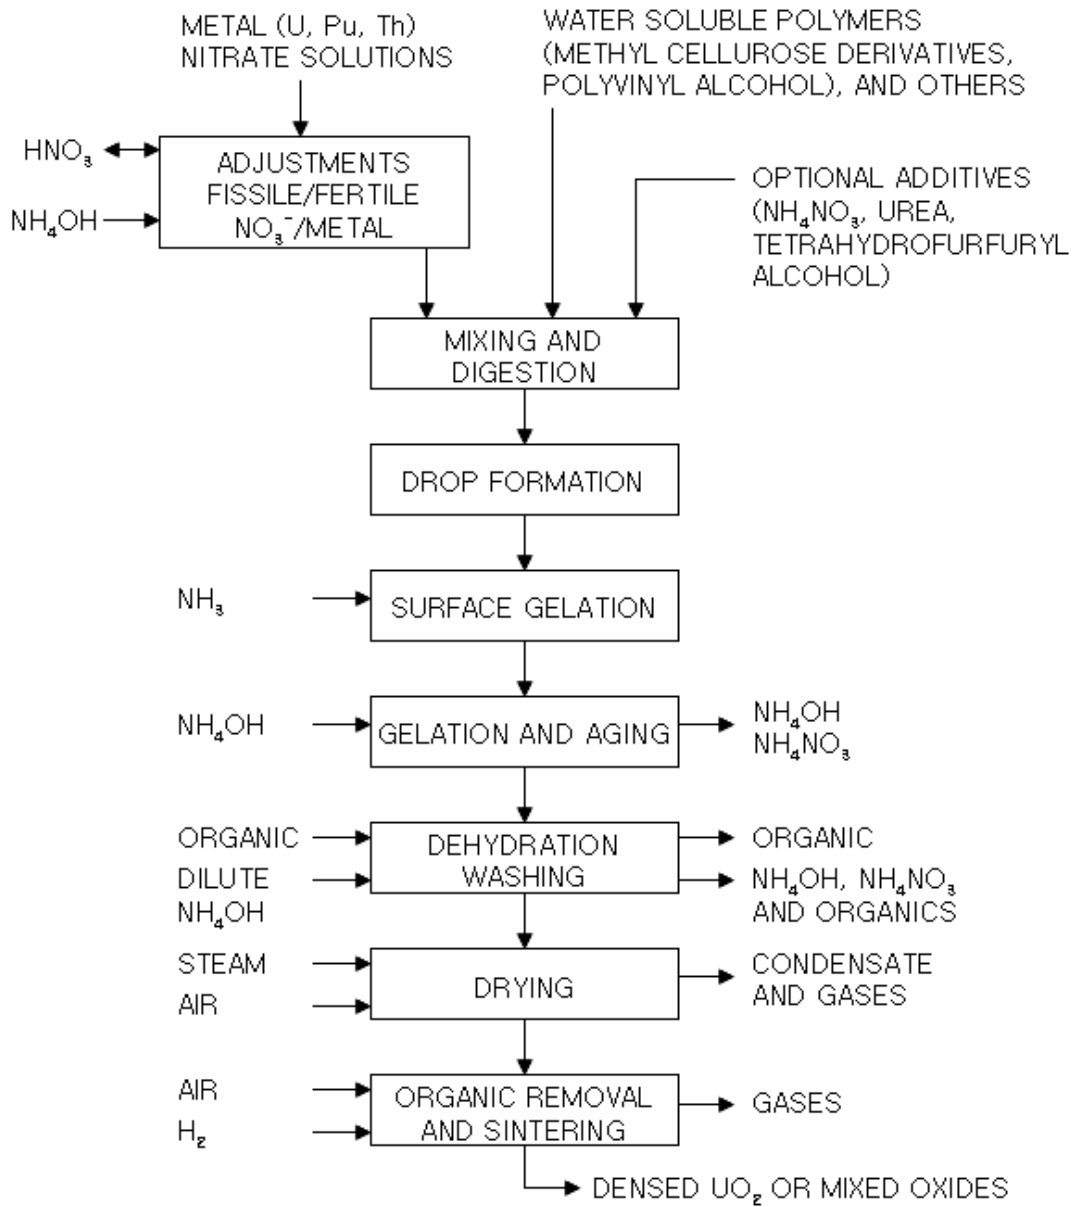 METAL (U, Pu, Th)
NITRATE SOLUTIONS
WATER SOLUBLE POLYMERS
(METHYL CELLUROSE DERIVATIVES,
POLYVINYL ALCOHOL), AND OTHERS
HNO₃
NH₄OH
ADJUSTMENTS
FISSILE/FERTILE
NO₃⁻/METAL
OPTIONAL ADDITIVES
(NH₄NO₃, UREA,
TETRAHYDROFURFURYL
ALCOHOL)
MIXING AND
DIGESTION
DROP FORMATION
NH₃
SURFACE GELATION
NH₄OH
GELATION AND AGING
NH₄OH
NH₄NO₃
ORGANIC
DILUTE
NH₄OH
DEHYDRATION
WASHING
ORGANIC
NH₄OH, NH₄NO₃
AND ORGANICS
STEAM
AIR
DRYING
CONDENSATE
AND GASES
AIR
H₂
ORGANIC REMOVAL
AND SINTERING
GASES
DENSED UO₂ OR MIXED OXIDES